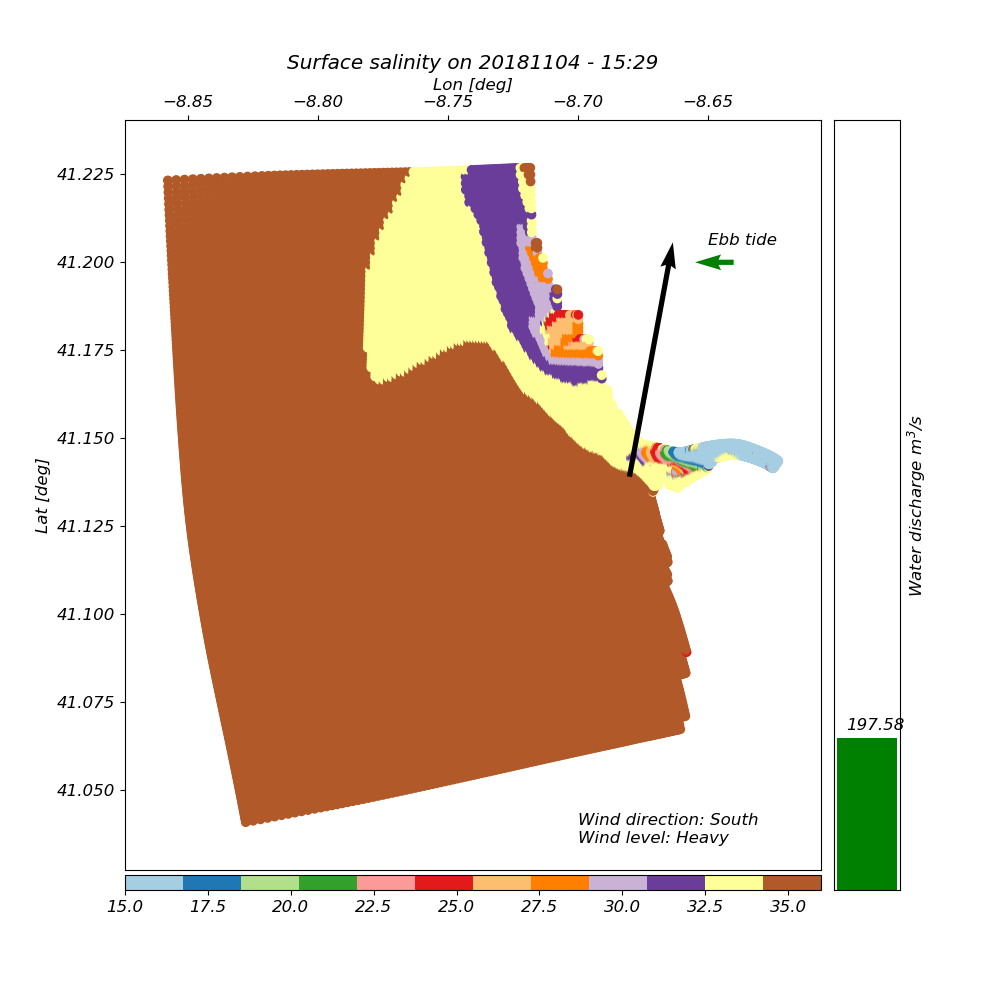 Surface salinity on 20181104 - 15:29
Lon [deg]
−8.85 −8.80 −8.75 −8.70 −8.65
41.225
41.200
41.175
41.150
41.125
41.100
41.075
41.050
Lat [deg]
Ebb tide
Wind direction: South
Wind level: Heavy
197.58
Water discharge m³/s
15.0 17.5 20.0 22.5 25.0 27.5 30.0 32.5 35.0